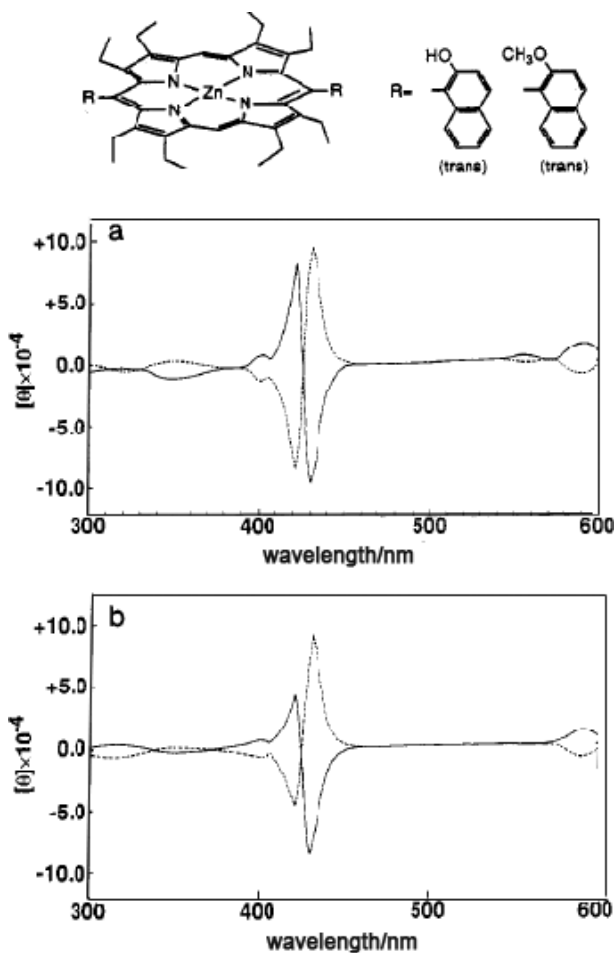 HO CH₃O
N N
R Zn R R=
N N
(trans) (trans)
a
+10.0
+5.0
0.0
-5.0
-10.0
[θ]×10⁻⁴
300 400 500 600
wavelength/nm
b
+10.0
+5.0
0.0
-5.0
-10.0
[θ]×10⁻⁴
300 400 500 600
wavelength/nm